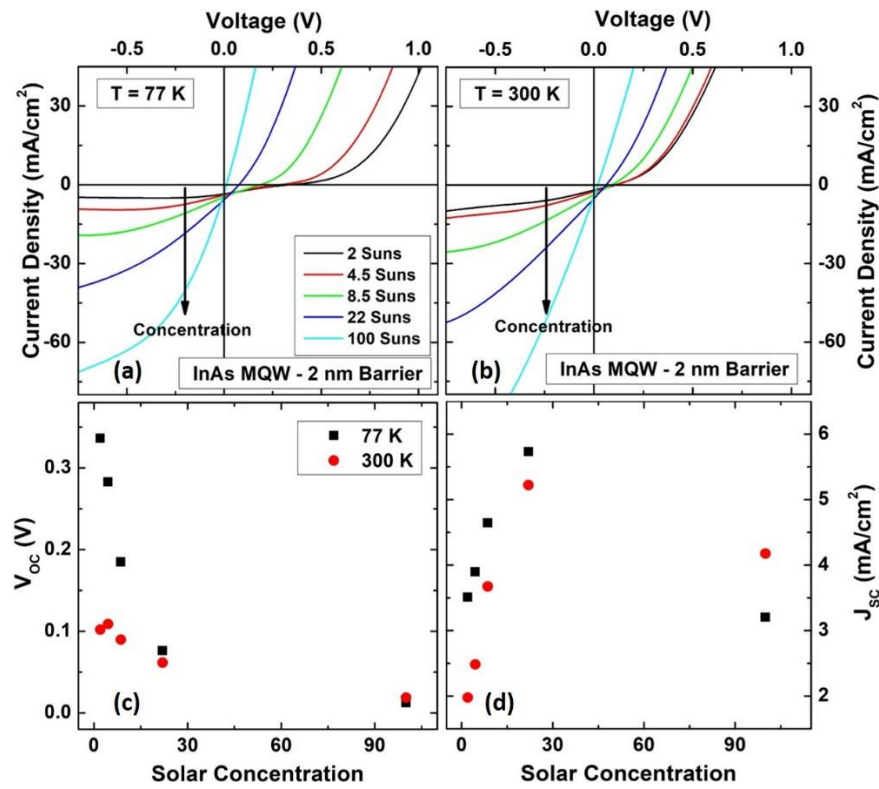 Voltage (V)
Voltage (V)
-0.5 0.0 0.5 1.0
-0.5 0.0 0.5 1.0
T = 77 K
T = 300 K
Current Density (mA/cm²)
30
0
-30
-60
2 Suns
4.5 Suns
8.5 Suns
22 Suns
100 Suns
Concentration
(a)
InAs MQW - 2 nm Barrier
Concentration
(b)
InAs MQW - 2 nm Barrier
30
0
-30
-60
Current Density (mA/cm²)
77 K
300 K
V_OC (V)
0.3
0.2
0.1
0.0
(c)
(d)
6
5
4
3
2
J_SC (mA/cm²)
0 30 60 90
0 30 60 90
Solar Concentration
Solar Concentration